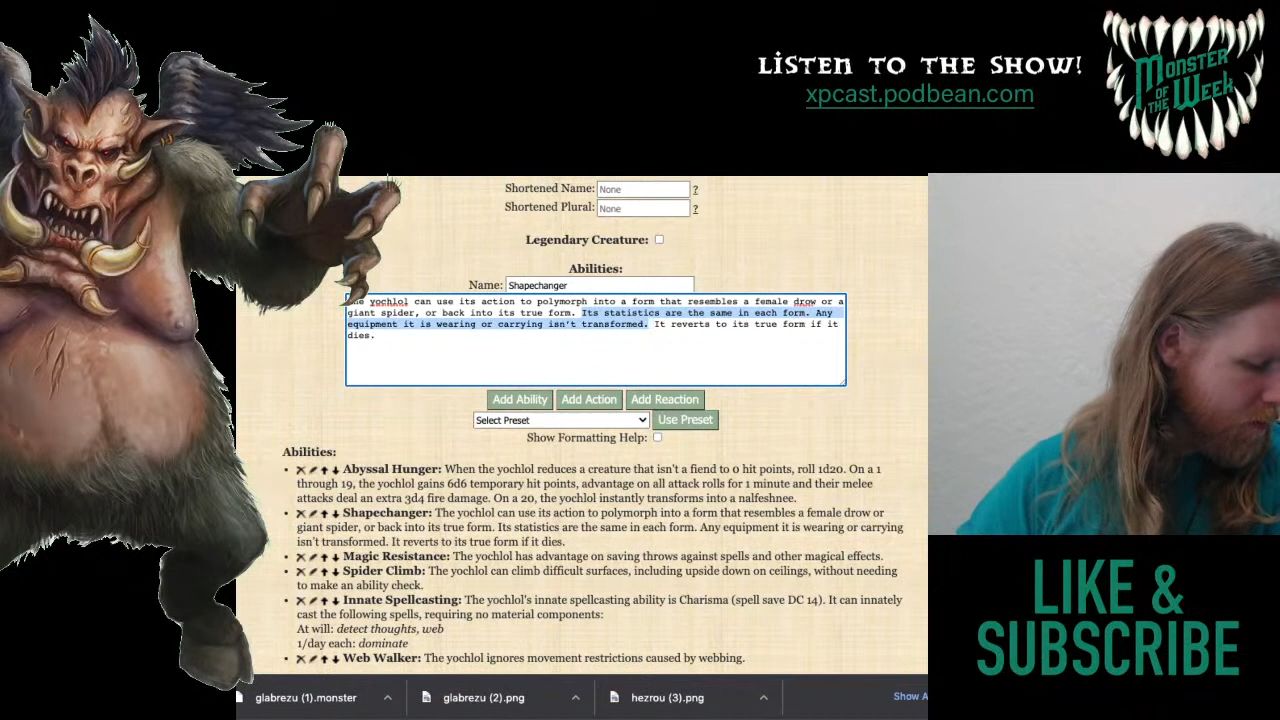 LISTEN TO THE SHOW!
xpcast.podbean.com
MONSTER
OF THE WEEK
Shortened Name: None ?
Shortened Plural: None ?
Legendary Creature:
Abilities:
Name: Shapechanger
yochlol can use its action to polymorph into a form that resembles a female drow or a
giant spider, or back into its true form. Its statistics are the same in each form. Any
equipment it is wearing or carrying isn't transformed. It reverts to its true form if it
dies.
Add Ability Add Action Add Reaction
Select Preset Use Preset
Show Formatting Help:
Abilities:
Abyssal Hunger: When the yochlol reduces a creature that isn't a fiend to 0 hit points, roll 1d20. On a 1
through 19, the yochlol gains 6d6 temporary hit points, advantage on all attack rolls for 1 minute and their melee
attacks deal an extra 3d4 fire damage. On a 20, the yochlol instantly transforms into a nalfeshnee.
Shapechanger: The yochlol can use its action to polymorph into a form that resembles a female drow or
giant spider, or back into its true form. Its statistics are the same in each form. Any equipment it is wearing or carrying
isn't transformed. It reverts to its true form if it dies.
Magic Resistance: The yochlol has advantage on saving throws against spells and other magical effects.
Spider Climb: The yochlol can climb difficult surfaces, including upside down on ceilings, without needing
to make an ability check.
Innate Spellcasting: The yochlol's innate spellcasting ability is Charisma (spell save DC 14). It can innately
cast the following spells, requiring no material components:
At will: detect thoughts, web
1/day each: dominate
Web Walker: The yochlol ignores movement restrictions caused by webbing.
glabrezu (1).monster
glabrezu (2).png
hezrou (3).png
Show A
LIKE &
SUBSCRIBE